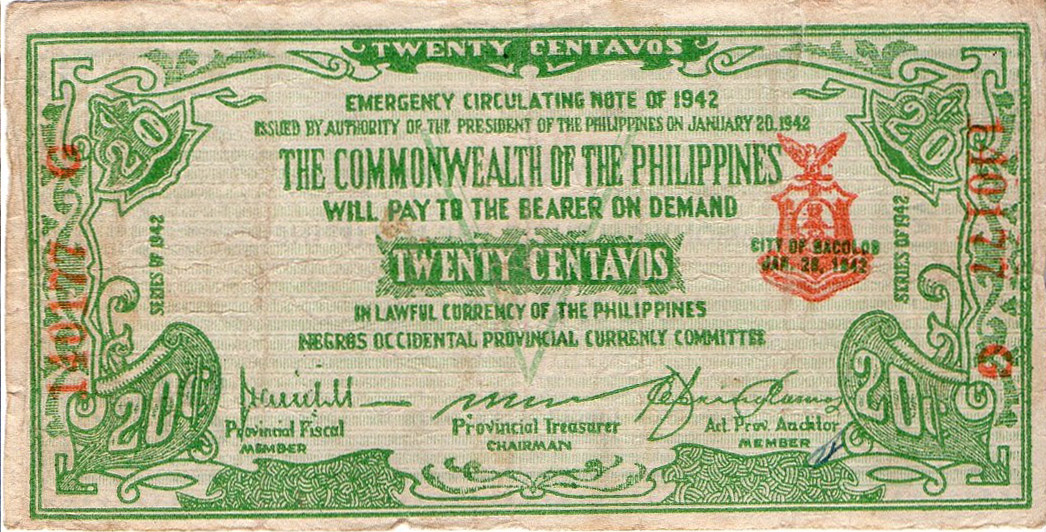 TWENTY CENTAVOS
20
20
EMERGENCY CIRCULATING NOTE OF 1942
ISSUED BY AUTHORITY OF THE PRESIDENT OF THE PHILIPPINES ON JANUARY 20, 1942
THE COMMONWEALTH OF THE PHILIPPINES
WILL PAY TO THE BEARER ON DEMAND
CITY OF BACOLOD
JAN. 26, 1942
TWENTY CENTAVOS
SERIES OF 1942
SERIES OF 1942
IN LAWFUL CURRENCY OF THE PHILIPPINES
NEGROS OCCIDENTAL PROVINCIAL CURRENCY COMMITTEE
140177 G
140177 G
20¢
20¢
Provincial Fiscal
MEMBER
Provincial Treasurer
CHAIRMAN
Act. Prov. Auditor
MEMBER